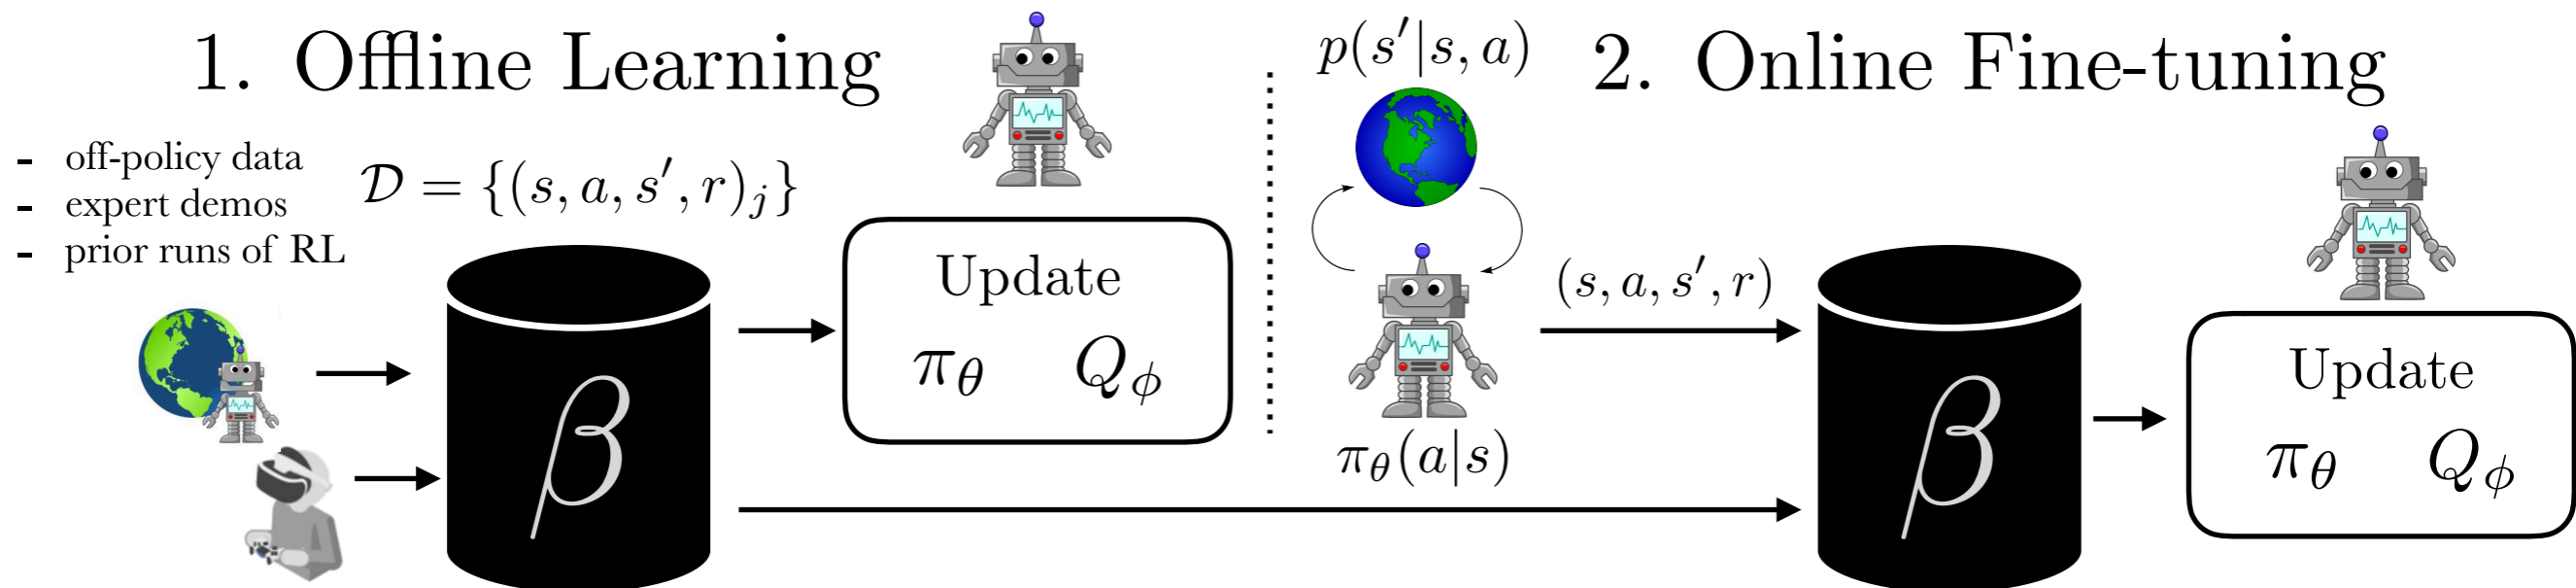 1. Offline Learning
- off-policy data
- expert demos
- prior runs of RL
𝒟 = {(s, a, s′, r)ⱼ}
β
Update
π_θ Q_ϕ
p(s′|s, a)
π_θ(a|s)
2. Online Fine-tuning
(s, a, s′, r)
β
Update
π_θ Q_ϕ